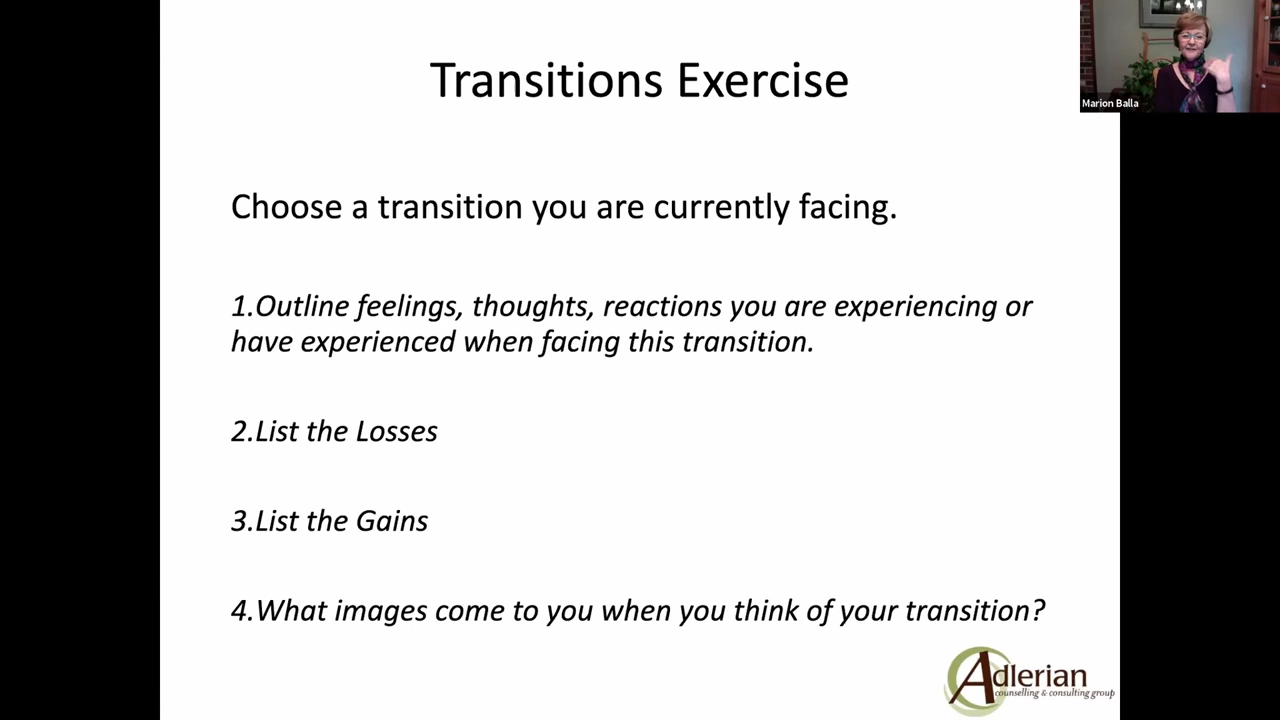 Transitions Exercise
Marion Balla
Choose a transition you are currently facing.
1.Outline feelings, thoughts, reactions you are experiencing or
have experienced when facing this transition.
2.List the Losses
3.List the Gains
4.What images come to you when you think of your transition?
Adlerian
counselling & consulting group